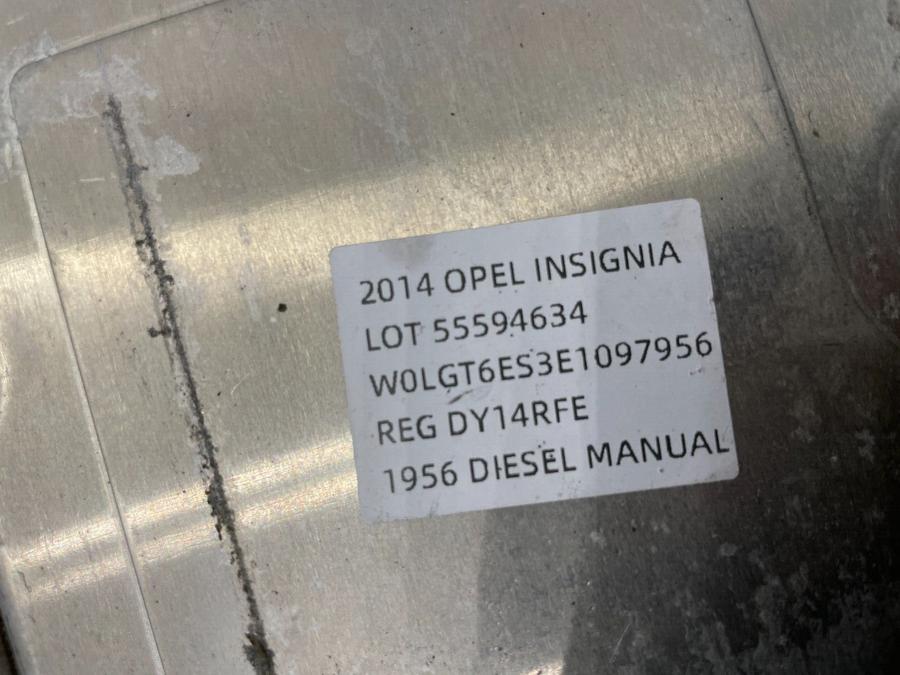 2014 OPEL INSIGNIA
LOT 55594634
W0LGT6ES3E1097956
REG DY14RFE
1956 DIESEL MANUAL